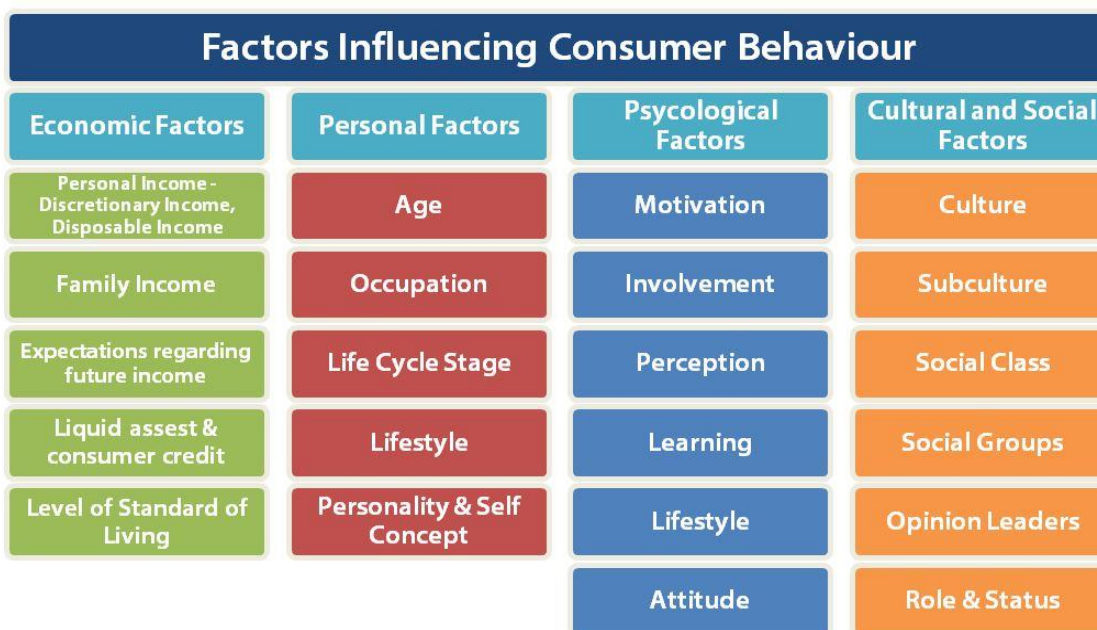 Factors Influencing Consumer Behaviour
Economic Factors
Personal Income -
Discretionary Income,
Disposable Income
Family Income
Expectations regarding
future income
Liquid assest &
consumer credit
Level of Standard of
Living
Personal Factors
Age
Occupation
Life Cycle Stage
Lifestyle
Personality & Self
Concept
Psycological
Factors
Motivation
Involvement
Perception
Learning
Lifestyle
Attitude
Cultural and Social
Factors
Culture
Subculture
Social Class
Social Groups
Opinion Leaders
Role & Status